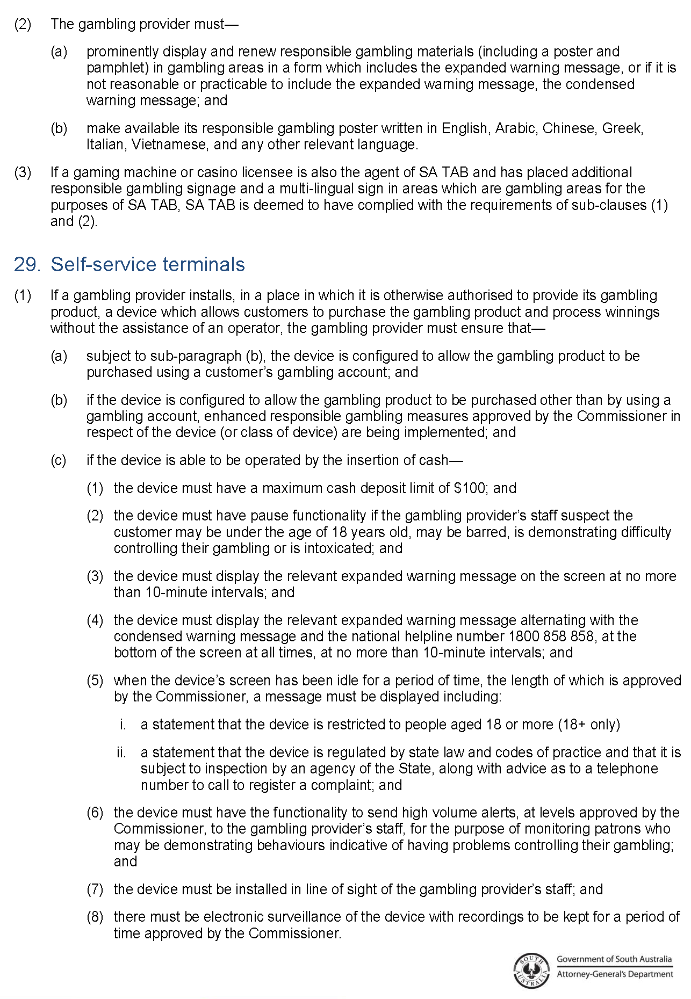 (2) The gambling provider must—
(a) prominently display and renew responsible gambling materials (including a poster and
pamphlet) in gambling areas in a form which includes the expanded warning message, or if it is
not reasonable or practicable to include the expanded warning message, the condensed
warning message; and
(b) make available its responsible gambling poster written in English, Arabic, Chinese, Greek,
Italian, Vietnamese, and any other relevant language.
(3) If a gaming machine or casino licensee is also the agent of SA TAB and has placed additional
responsible gambling signage and a multi-lingual sign in areas which are gambling areas for the
purposes of SA TAB, SA TAB is deemed to have complied with the requirements of sub-clauses (1)
and (2).
29. Self-service terminals
(1) If a gambling provider installs, in a place in which it is otherwise authorised to provide its gambling
product, a device which allows customers to purchase the gambling product and process winnings
without the assistance of an operator, the gambling provider must ensure that—
(a) subject to sub-paragraph (b), the device is configured to allow the gambling product to be
purchased using a customer’s gambling account; and
(b) if the device is configured to allow the gambling product to be purchased other than by using a
gambling account, enhanced responsible gambling measures approved by the Commissioner in
respect of the device (or class of device) are being implemented; and
(c) if the device is able to be operated by the insertion of cash—
(1) the device must have a maximum cash deposit limit of $100; and
(2) the device must have pause functionality if the gambling provider’s staff suspect the
customer may be under the age of 18 years old, may be barred, is demonstrating difficulty
controlling their gambling or is intoxicated; and
(3) the device must display the relevant expanded warning message on the screen at no more
than 10-minute intervals; and
(4) the device must display the relevant expanded warning message alternating with the
condensed warning message and the national helpline number 1800 858 858, at the
bottom of the screen at all times, at no more than 10-minute intervals; and
(5) when the device’s screen has been idle for a period of time, the length of which is approved
by the Commissioner, a message must be displayed including:
i. a statement that the device is restricted to people aged 18 or more (18+ only)
ii. a statement that the device is regulated by state law and codes of practice and that it is
subject to inspection by an agency of the State, along with advice as to a telephone
number to call to register a complaint; and
(6) the device must have the functionality to send high volume alerts, at levels approved by the
Commissioner, to the gambling provider’s staff, for the purpose of monitoring patrons who
may be demonstrating behaviours indicative of having problems controlling their gambling;
and
(7) the device must be installed in line of sight of the gambling provider’s staff; and
(8) there must be electronic surveillance of the device with recordings to be kept for a period of
time approved by the Commissioner.
SOUTH AUSTRALIA
Government of South Australia
Attorney-General’s Department